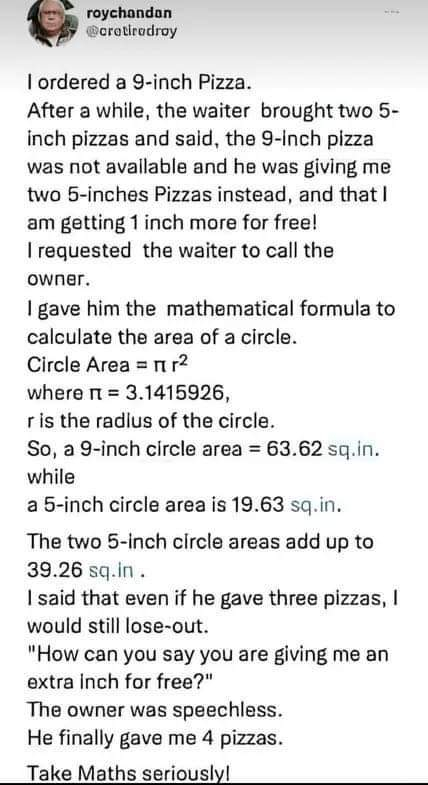 roychandan
@cretiredroy
I ordered a 9-inch Pizza.
After a while, the waiter brought two 5-
inch pizzas and said, the 9-inch pizza
was not available and he was giving me
two 5-inches Pizzas instead, and that I
am getting 1 inch more for free!
I requested the waiter to call the
owner.
I gave him the mathematical formula to
calculate the area of a circle.
Circle Area = π r²
where π = 3.1415926,
r is the radius of the circle.
So, a 9-inch circle area = 63.62 sq.in.
while
a 5-inch circle area is 19.63 sq.in.
The two 5-inch circle areas add up to
39.26 sq.in .
I said that even if he gave three pizzas, I
would still lose-out.
"How can you say you are giving me an
extra inch for free?"
The owner was speechless.
He finally gave me 4 pizzas.
Take Maths seriously!